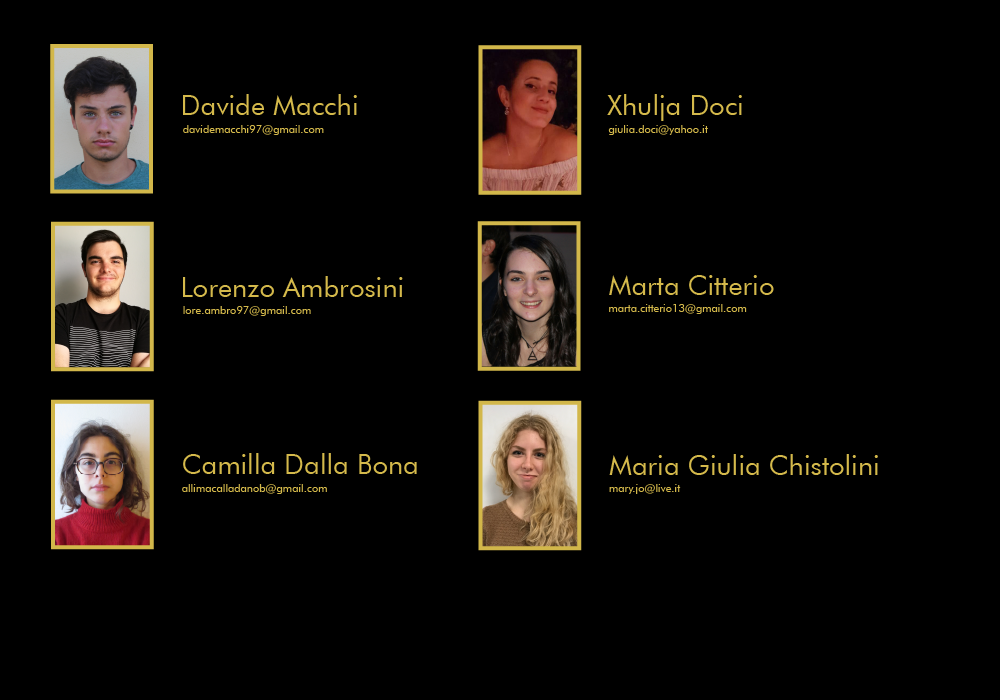 Davide Macchi
davidemacchi97@gmail.com
Xhulja Doci
giulia.doci@yahoo.it
Lorenzo Ambrosini
lore.ambro97@gmail.com
Marta Citterio
marta.citterio13@gmail.com
Camilla Dalla Bona
allimacalladanob@gmail.com
Maria Giulia Chistolini
mary.jo@live.it